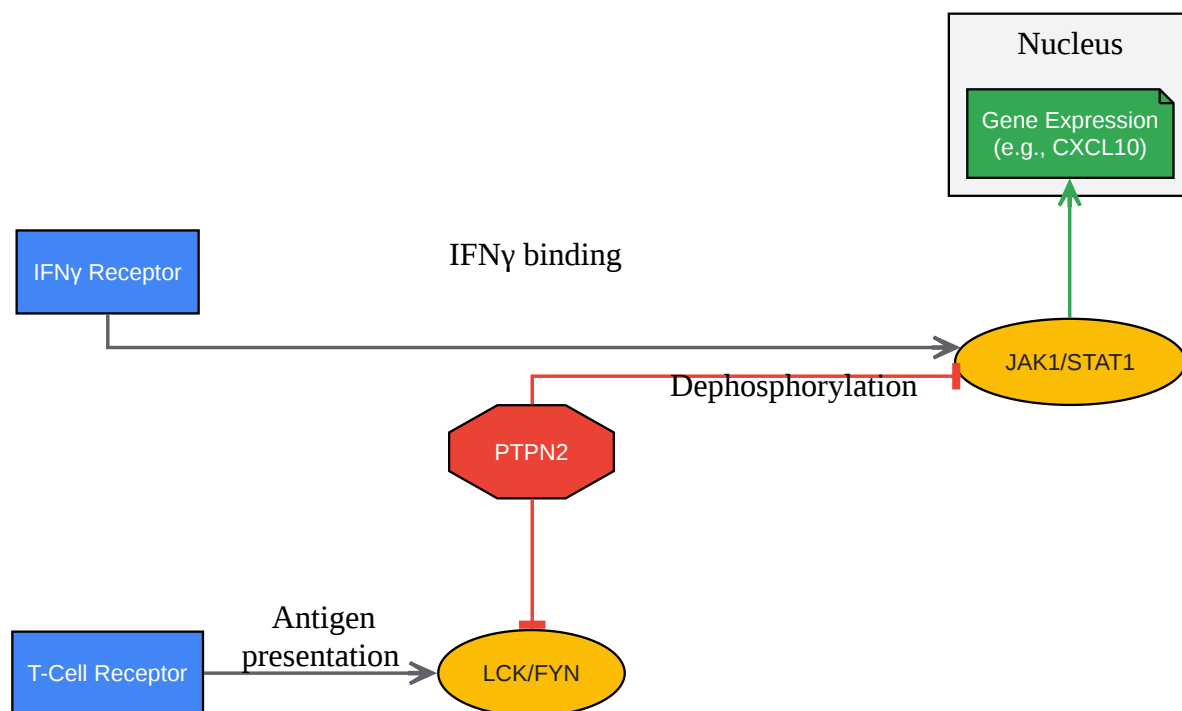 Nucleus
Gene Expression
(e.g., CXCL10)
IFNγ binding
IFNγ Receptor
JAK1/STAT1
Dephosphorylation
PTPN2
Antigen
presentation
T-Cell Receptor
LCK/FYN